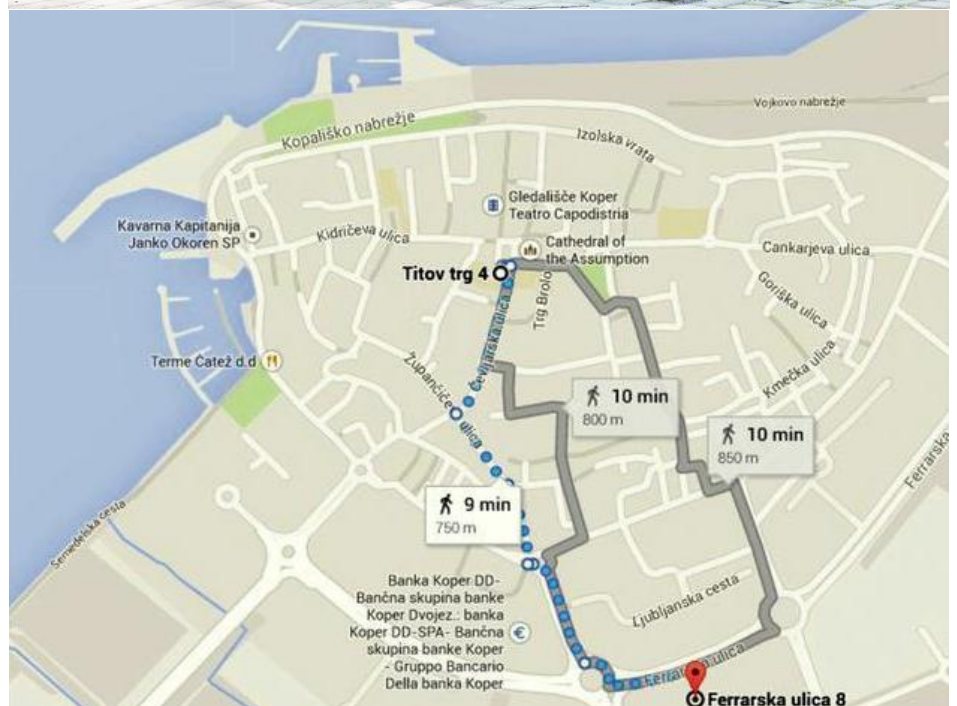 Vojkovo nabrežje
Kopališko nabrežje
Izolska vrata
Gledališče Koper
Teatro Capodistria
Kavarna Kapitanija
Janko Okoren SP
Kidričeva ulica
Cathedral of
the Assumption
Cankarjeva ulica
Titov trg 4
Trg Brolo
Goriška ulica
Čevljarska ulica
Terme Čatež d.d
Župančičeva ulica
Kmečka ulica
10 min
800 m
10 min
850 m
Ferrarska
9 min
750 m
Semedelska cesta
Banka Koper DD-
Bančna skupina banke
Koper Dvojez.: banka
Koper DD-SPA- Bančna
skupina banke Koper
- Gruppo Bancario
Della banka Koper
Ljubljanska cesta
Ferrarska ulica
Ferrarska ulica 8